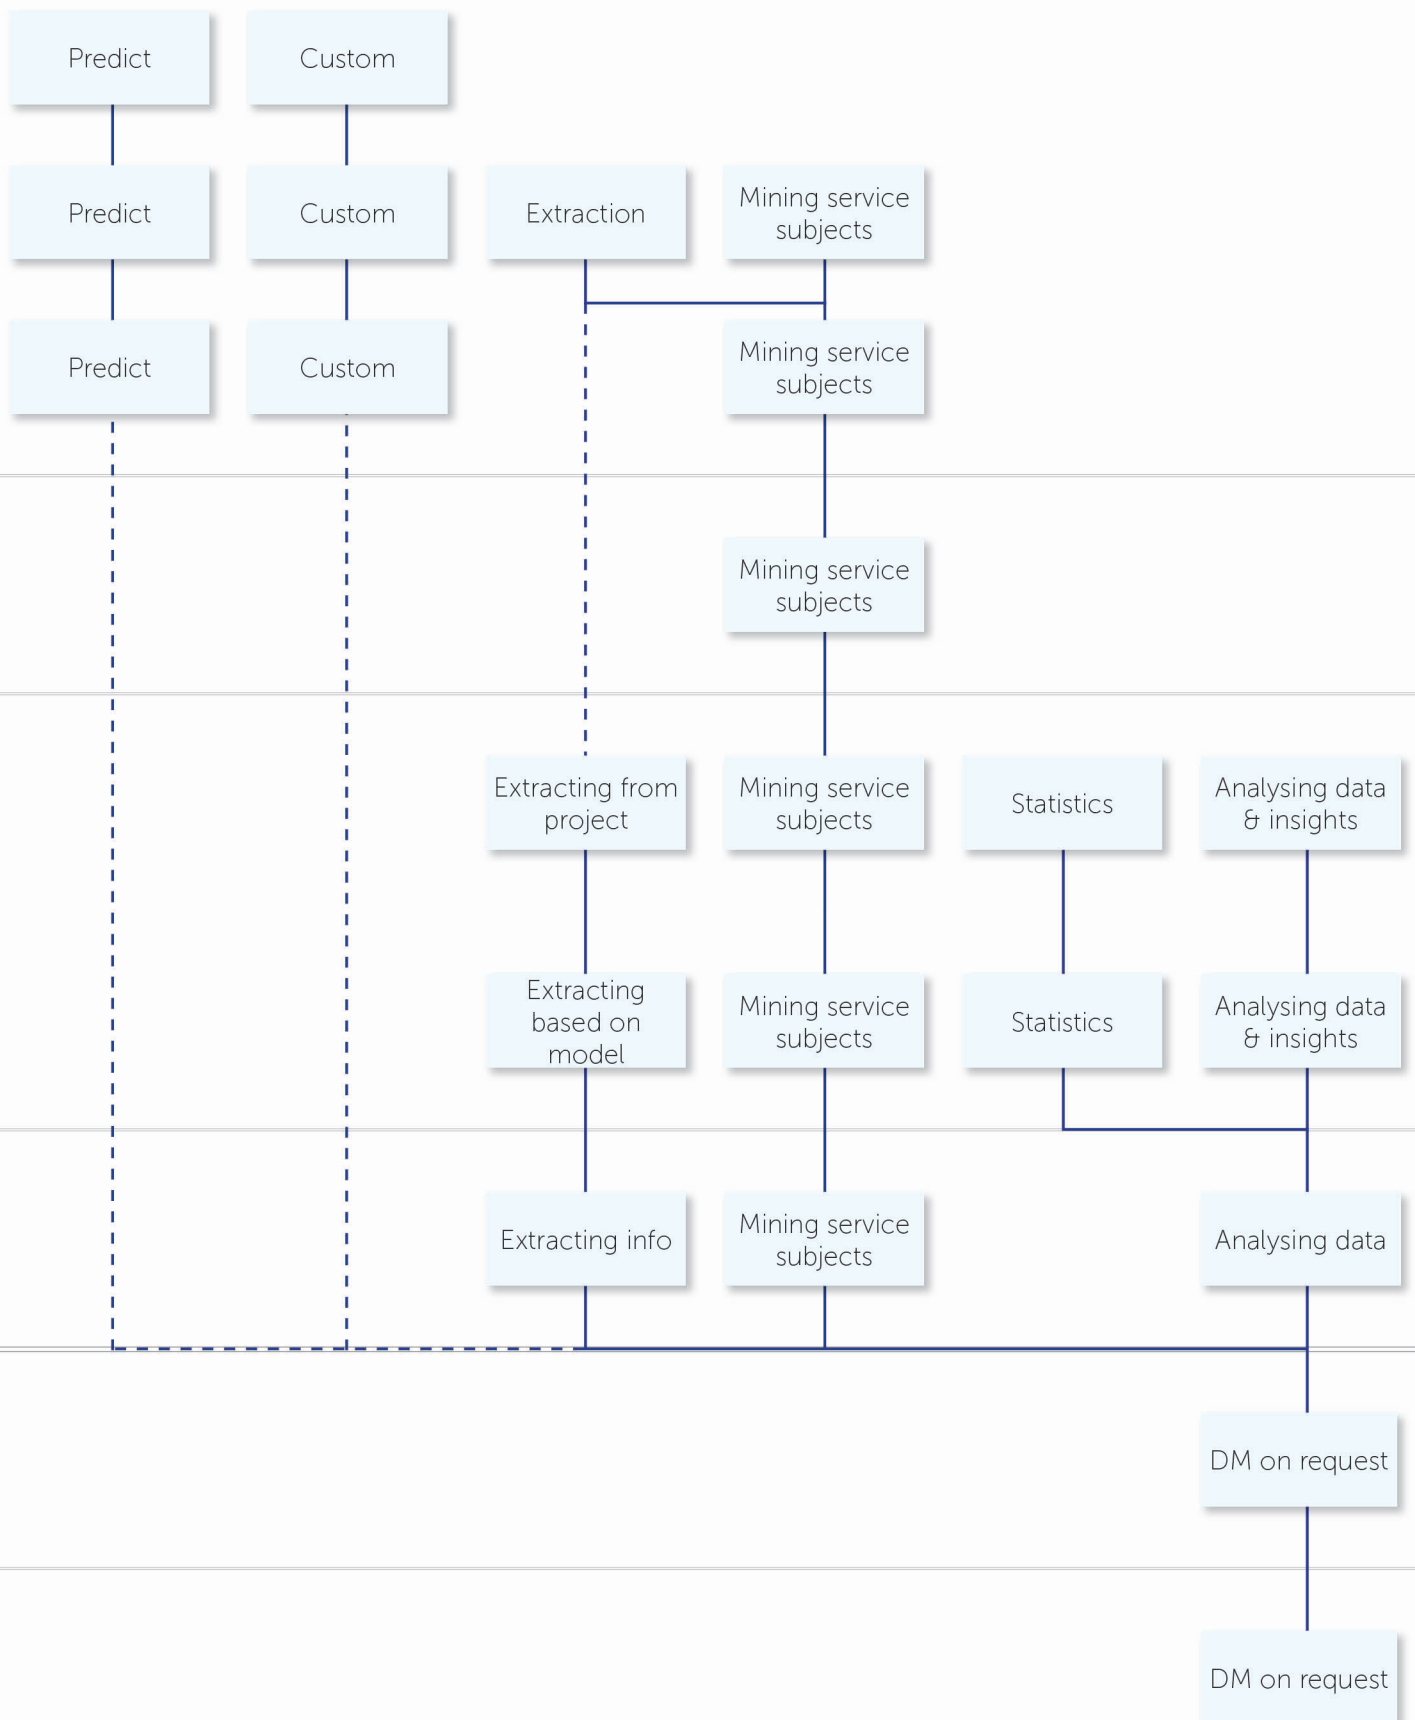 Predict
Custom
Predict
Custom
Extraction
Mining service
subjects
Predict
Custom
Mining service
subjects
Mining service
subjects
Extracting from
project
Mining service
subjects
Statistics
Analysing data
& insights
Extracting
based on
model
Mining service
subjects
Statistics
Analysing data
& insights
Extracting info
Mining service
subjects
Analysing data
DM on request
DM on request